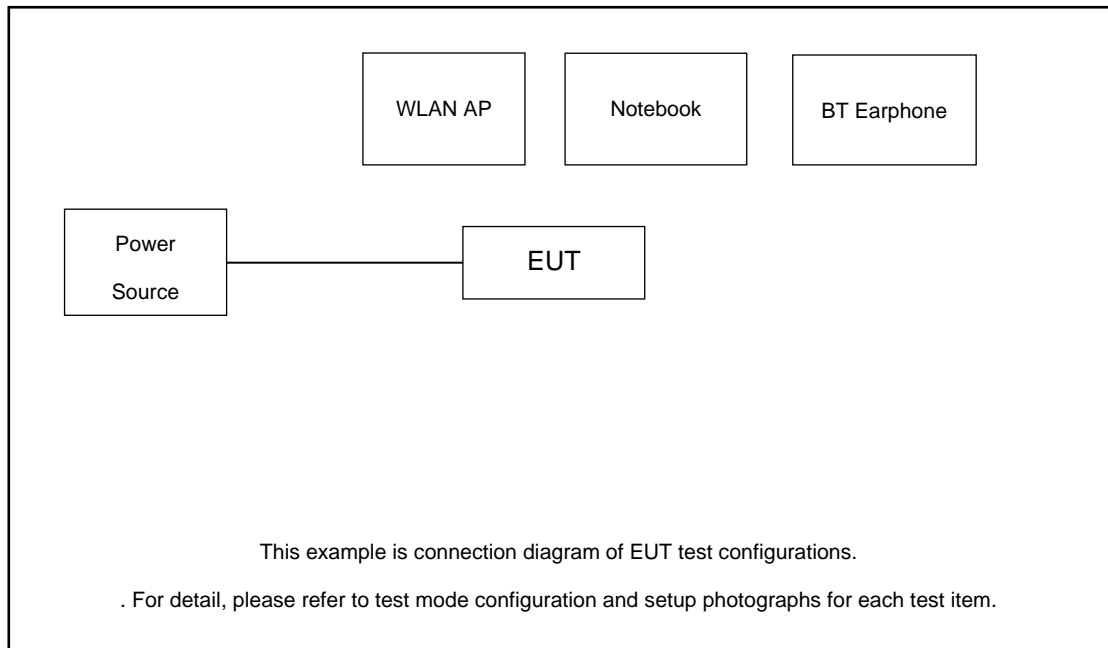 WLAN AP
Notebook
BT Earphone
Power
Source
EUT
This example is connection diagram of EUT test configurations.
. For detail, please refer to test mode configuration and setup photographs for each test item.